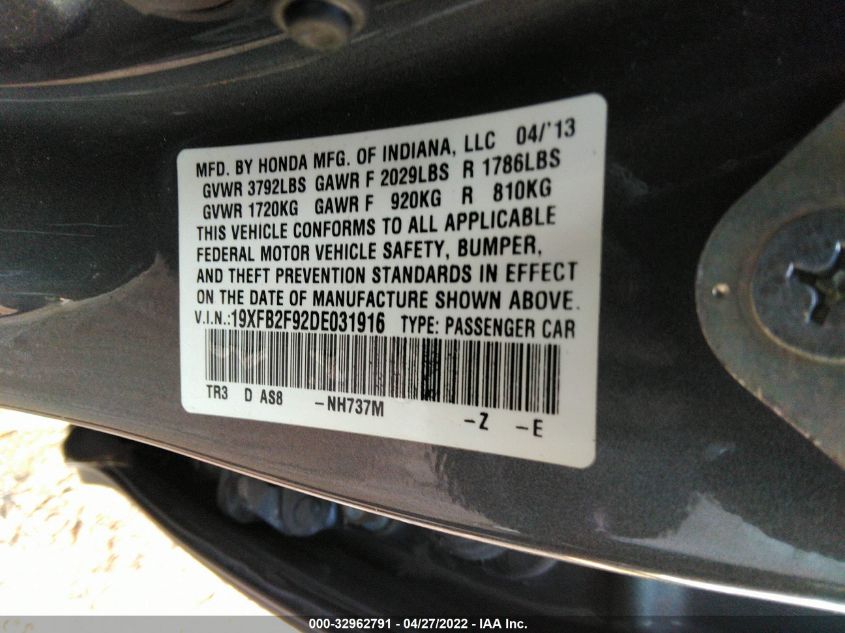 MFD. BY HONDA MFG. OF INDIANA, LLC 04/'13
GVWR 3792LBS GAWR F 2029LBS R 1786LBS
GVWR 1720KG GAWR F 920KG R 810KG
THIS VEHICLE CONFORMS TO ALL APPLICABLE
FEDERAL MOTOR VEHICLE SAFETY, BUMPER,
AND THEFT PREVENTION STANDARDS IN EFFECT
ON THE DATE OF MANUFACTURE SHOWN ABOVE.
V.I.N.:19XFB2F92DE031916 TYPE: PASSENGER CAR
TR3 D AS8 -NH737M -Z -E
000-32962791 - 04/27/2022 - IAA Inc.